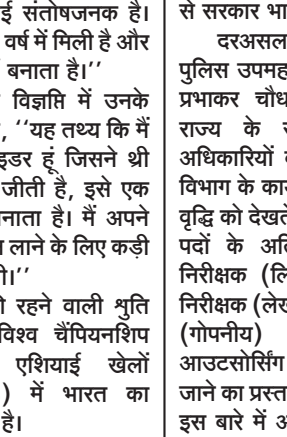 ई संतोषजनक है।
वर्ष में मिली है और
बनाता है।''
विज्ञप्ति में उनके
, ''यह तथ्य कि मैं
इडर हूं जिसने थ्री
जीती है, इसे एक
नाता है। मैं अपने
लाने के लिए कड़ी
ी।''
रहने वाली श्रुति
विश्व चैंपियनशिप
एशियाई खेलों
) में भारत का
है।
से सरकार भा
दरअसल
पुलिस उपमह
प्रभाकर चौध
राज्य के
अधिकारियों
विभाग के का
वृद्धि को देखते
पदों के अति
निरीक्षक (लि
निरीक्षक (लेख
(गोपनीय)
आउटसोर्सिंग
जाने का प्रस्ता
इस बारे में अ